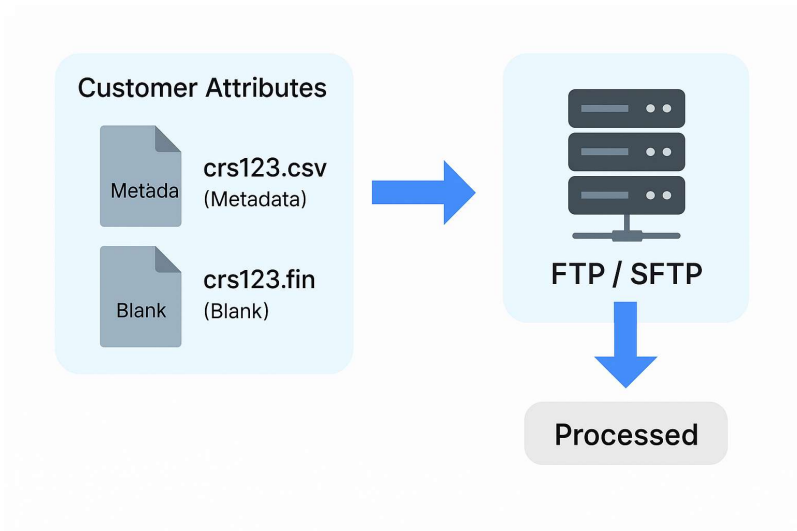 Customer Attributes
Metada
crs123.csv
(Metadata)
Blank
crs123.fin
(Blank)
FTP / SFTP
Processed